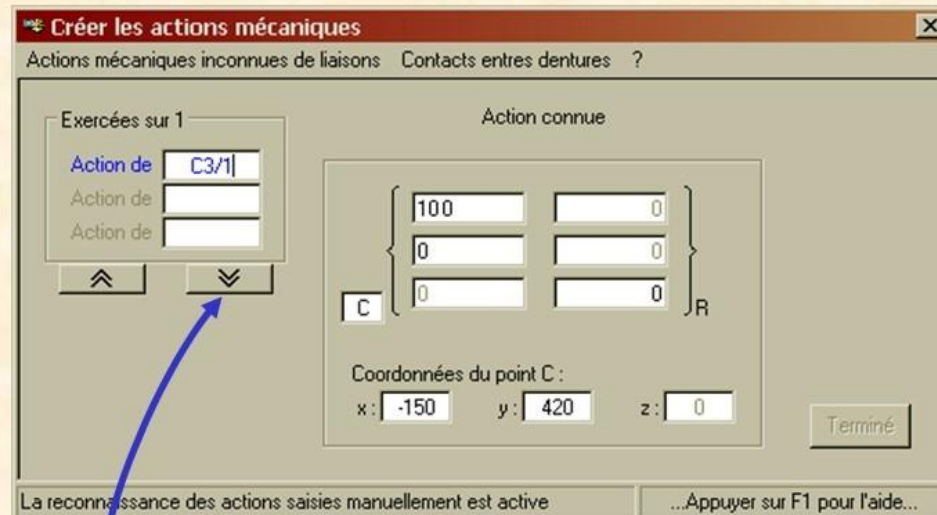 Créer les actions mécaniques
Actions mécaniques inconnues de liaisons Contacts entres dentures ?
Exercées sur 1
Action de C3/1
Action de
Action de
Action connue
100 0
0 0
0 0
C R
Coordonnées du point C :
x : -150 y : 420 z : 0
Terminé
La reconnaissance des actions saisies manuellement est active ...Appuyer sur F1 pour l'aide...